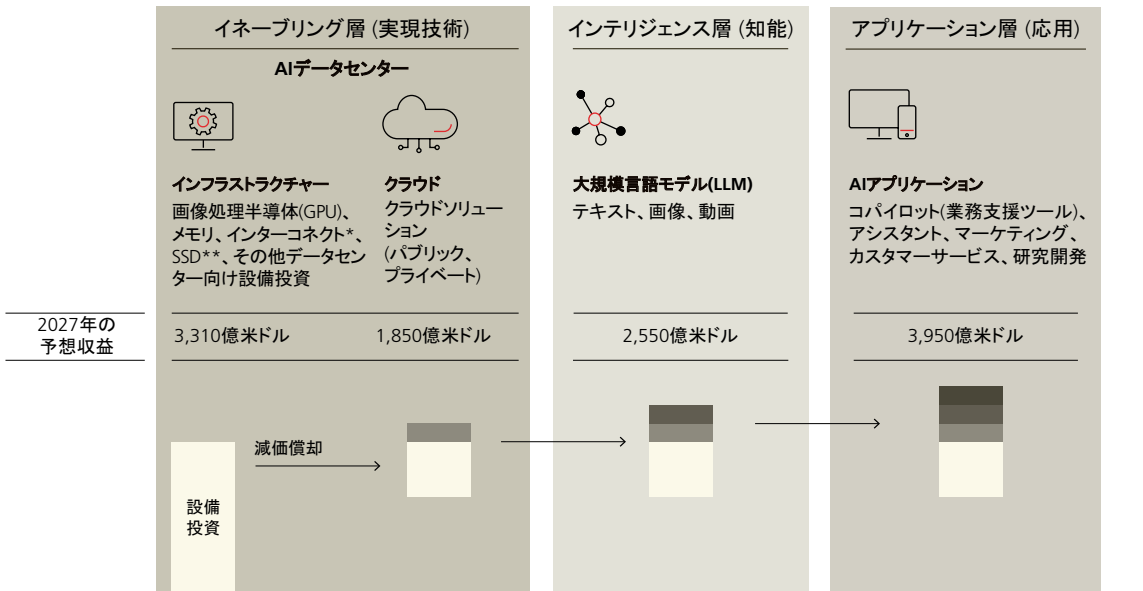 イネーブリング層 (実現技術)
AIデータセンター
インフラストラクチャー
画像処理半導体(GPU)、
メモリ、インターコネクト*、
SSD**、その他データセン
ター向け設備投資
クラウド
クラウドソリュー
ション
(パブリック、
プライベート)
インテリジェンス層 (知能)
大規模言語モデル(LLM)
テキスト、画像、動画
アプリケーション層 (応用)
AIアプリケーション
コパイロット(業務支援ツール)、
アシスタント、マーケティング、
カスタマーサービス、研究開発
2027年の
予想収益
3,310億米ドル
1,850億米ドル
2,550億米ドル
3,950億米ドル
減価償却
設備
投資